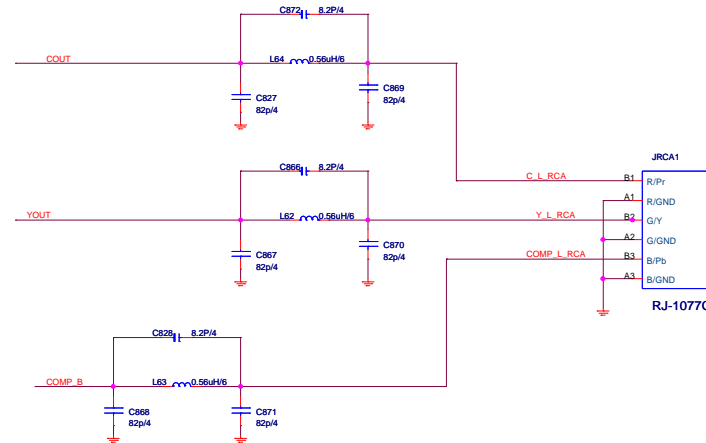 C872 8.2P/4
COUT L64 0.56uH/6
C827
82p/4
C869
82p/4
JRCA1
C866 8.2P/4
C_L_RCA B1 R/Pr
A1 R/GND
YOUT L62 0.56uH/6 Y_L_RCA B2 G/Y
A2 G/GND
C867
82p/4
C870
82p/4
COMP_L_RCA B3 B/Pb
A3 B/GND
RJ-1077
C828 8.2P/4
COMP_B L63 0.56uH/6
C868
82p/4
C871
82p/4